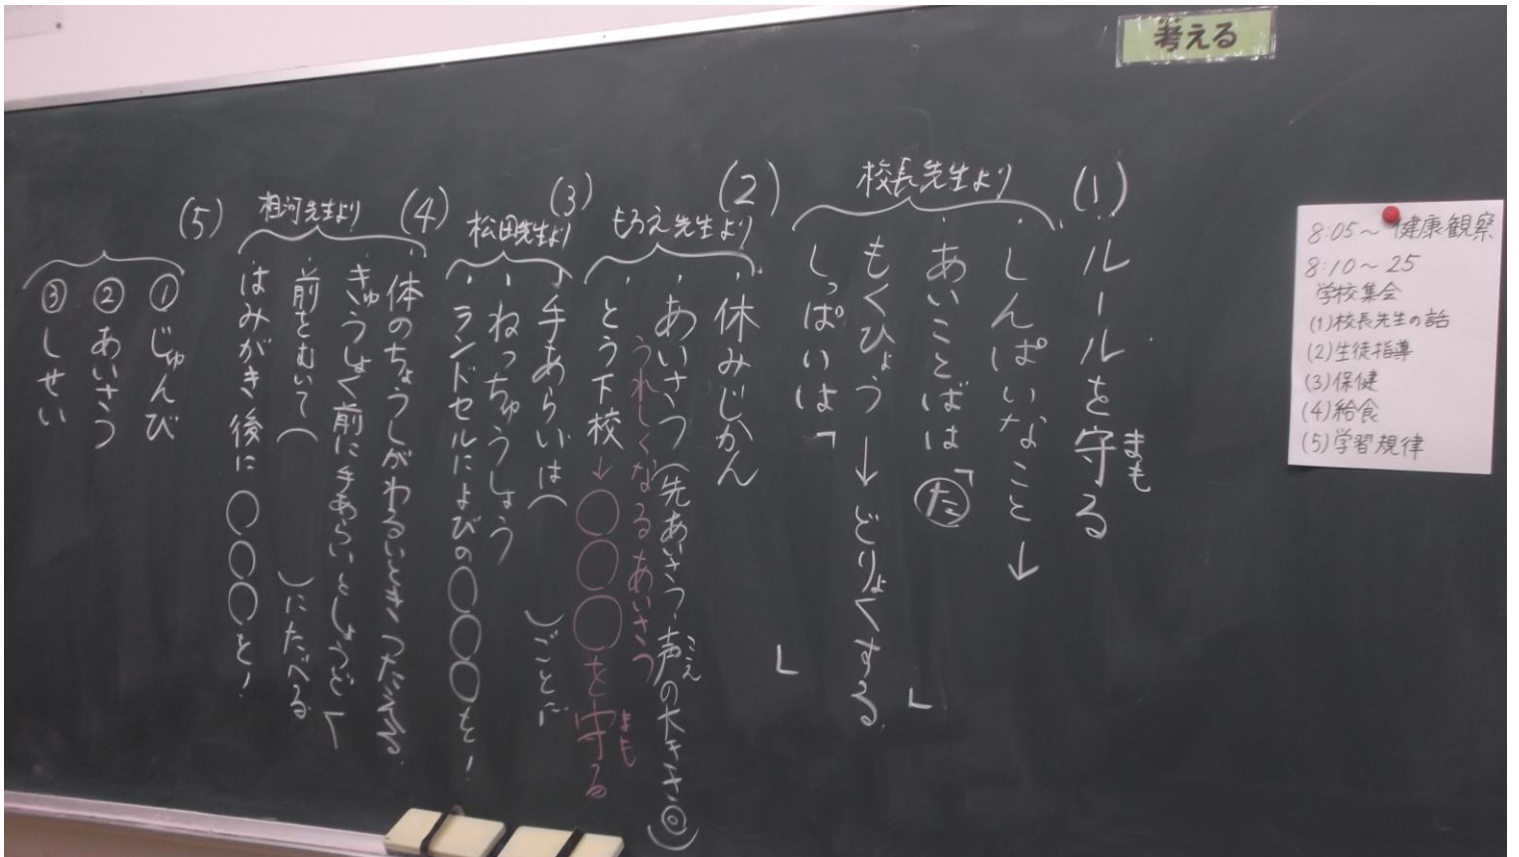 考える
8:05～健康観察
8:10～25
学校集会
(1)校長先生の話
(2)生徒指導
(3)保健
(4)給食
(5)学習規律
(1)
ルールを守る
まも
校長先生より
・しんぱいなこと→
・あいことばは「た 」
もくひょう→どりょくする
しっぱいは「 」
(2)
もろえ先生より
・休みじかん
・あいさつ(先あいさつ・声の大きさ◎)
こえ
うれしくなるあいさつ
・とう下校→○○○を守る
まも
(3)
松田先生より
・手あらいは( )ごとに
・ねっちゅうしょう
・ランドセルによびの○○○を!
(4)
相河先生より
・体のちょうしがわるいときつたえる
・きゅうしょく前に手あらいとしょうどく
・前をむいて( )にたべる
・はみがき後に○○○を!
(5)
①じゅんび
②あいさつ
③しせい